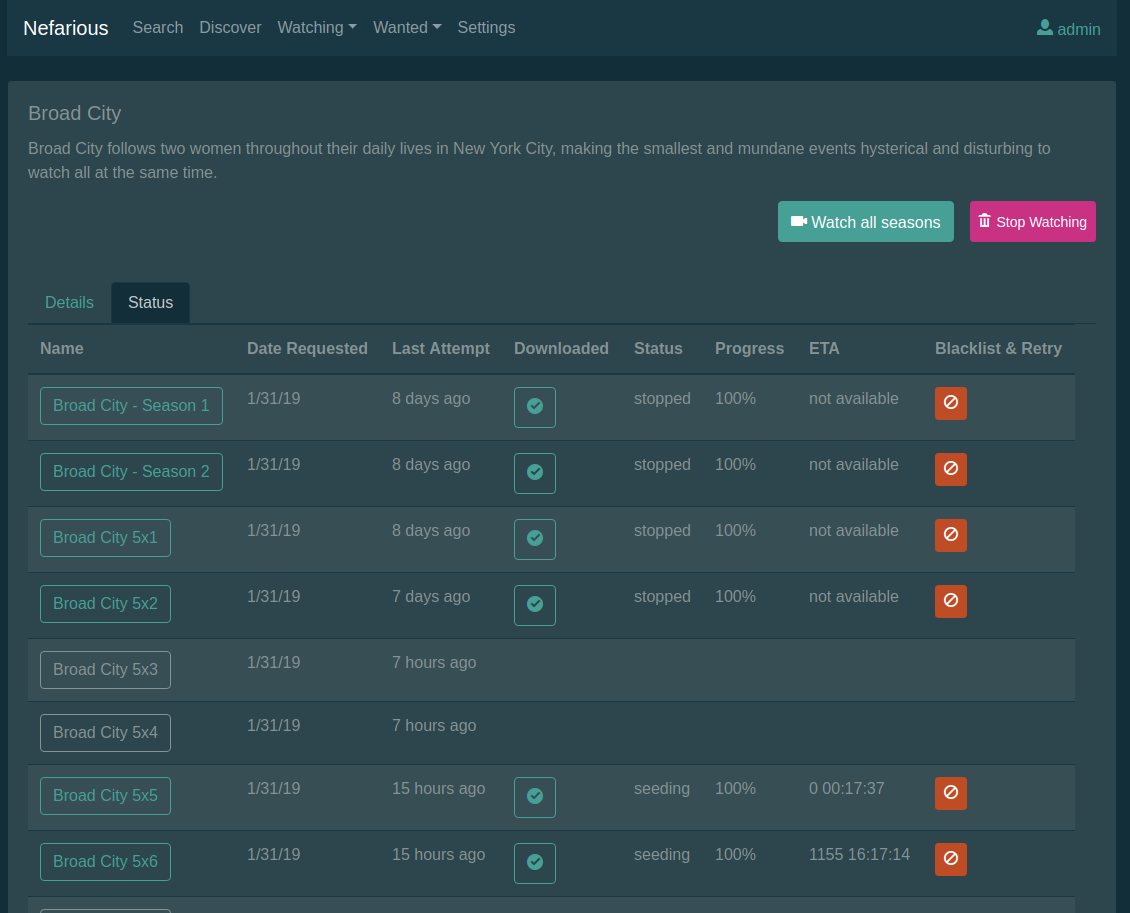 Nefarious Search Discover Watching Wanted Settings admin
Broad City
Broad City follows two women throughout their daily lives in New York City, making the smallest and mundane events hysterical and disturbing to
watch all at the same time.
Watch all seasons Stop Watching
Details Status
Name Date Requested Last Attempt Downloaded Status Progress ETA Blacklist & Retry
Broad City - Season 1 1/31/19 8 days ago stopped 100% not available
Broad City - Season 2 1/31/19 8 days ago stopped 100% not available
Broad City 5x1 1/31/19 8 days ago stopped 100% not available
Broad City 5x2 1/31/19 7 days ago stopped 100% not available
Broad City 5x3 1/31/19 7 hours ago
Broad City 5x4 1/31/19 7 hours ago
Broad City 5x5 1/31/19 15 hours ago seeding 100% 0 00:17:37
Broad City 5x6 1/31/19 15 hours ago seeding 100% 1155 16:17:14